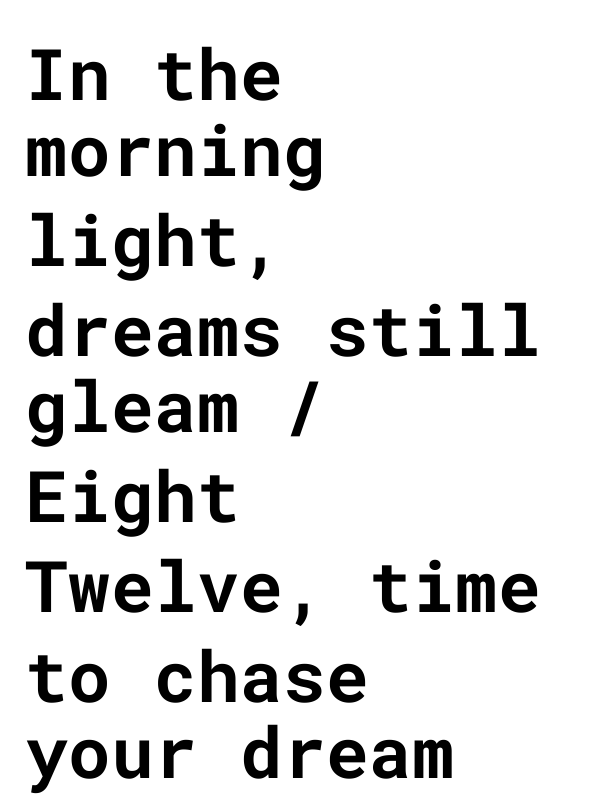 In the
morning
light,
dreams still
gleam /
Eight
Twelve, time
to chase
your dream